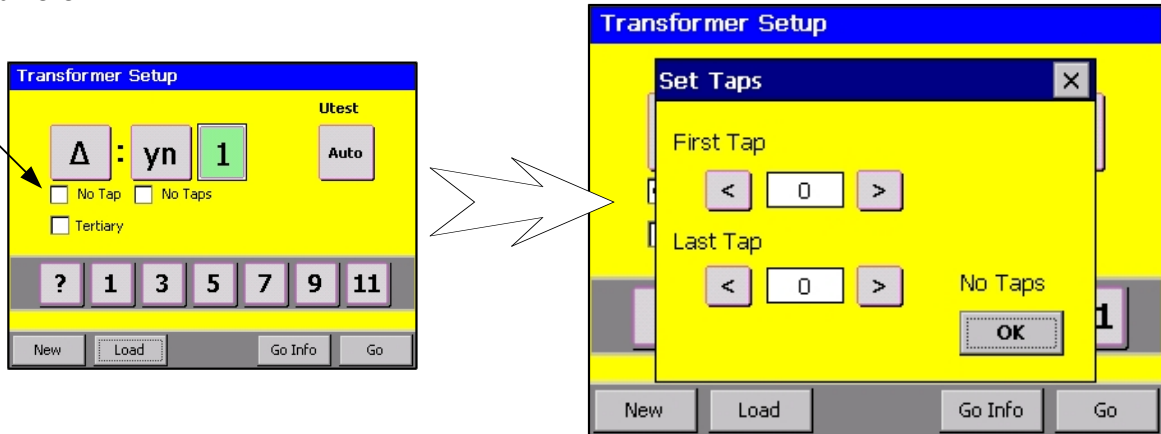 Transformer Setup
Utest
Δ : yn 1 Auto
No Tap No Taps
Tertiary
? 1 3 5 7 9 11
New Load Go Info Go
Transformer Setup
Set Taps
First Tap
< 0 >
Last Tap
< 0 >
No Taps
OK
1
New Load Go Info Go